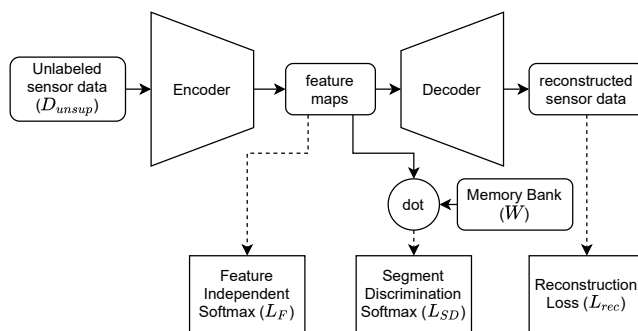 Unlabeled
sensor data
(D_unsup)
Encoder
feature
maps
Decoder
reconstructed
sensor data
dot
Memory Bank
(W)
Feature
Independent
Softmax (L_F)
Segment
Discrimination
Softmax (L_SD)
Reconstruction
Loss (L_rec)